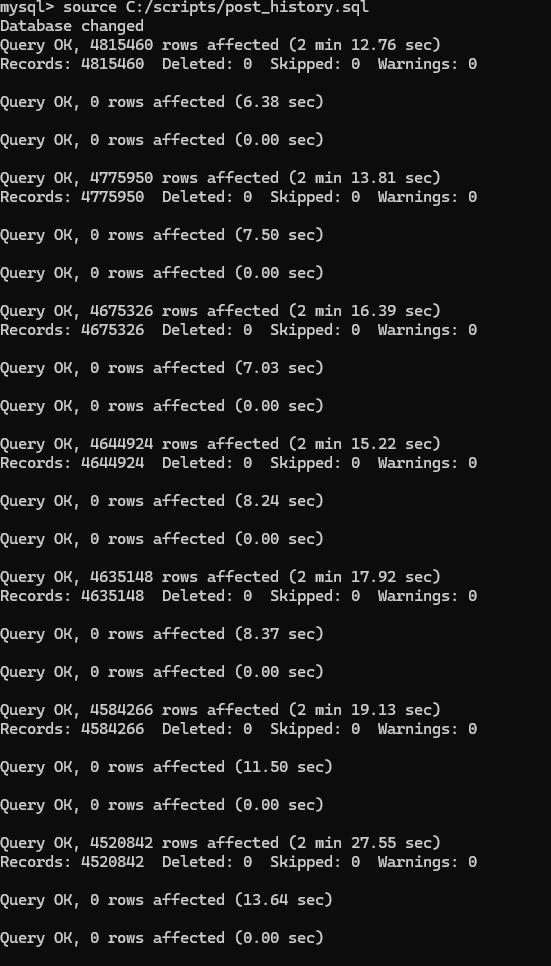 mysql> source C:/scripts/post_history.sql
Database changed
Query OK, 4815460 rows affected (2 min 12.76 sec)
Records: 4815460  Deleted: 0  Skipped: 0  Warnings: 0
Query OK, 0 rows affected (6.38 sec)
Query OK, 0 rows affected (0.00 sec)
Query OK, 4775950 rows affected (2 min 13.81 sec)
Records: 4775950  Deleted: 0  Skipped: 0  Warnings: 0
Query OK, 0 rows affected (7.50 sec)
Query OK, 0 rows affected (0.00 sec)
Query OK, 4675326 rows affected (2 min 16.39 sec)
Records: 4675326  Deleted: 0  Skipped: 0  Warnings: 0
Query OK, 0 rows affected (7.03 sec)
Query OK, 0 rows affected (0.00 sec)
Query OK, 4644924 rows affected (2 min 15.22 sec)
Records: 4644924  Deleted: 0  Skipped: 0  Warnings: 0
Query OK, 0 rows affected (8.24 sec)
Query OK, 0 rows affected (0.00 sec)
Query OK, 4635148 rows affected (2 min 17.92 sec)
Records: 4635148  Deleted: 0  Skipped: 0  Warnings: 0
Query OK, 0 rows affected (8.37 sec)
Query OK, 0 rows affected (0.00 sec)
Query OK, 4584266 rows affected (2 min 19.13 sec)
Records: 4584266  Deleted: 0  Skipped: 0  Warnings: 0
Query OK, 0 rows affected (11.50 sec)
Query OK, 0 rows affected (0.00 sec)
Query OK, 4520842 rows affected (2 min 27.55 sec)
Records: 4520842  Deleted: 0  Skipped: 0  Warnings: 0
Query OK, 0 rows affected (13.64 sec)
Query OK, 0 rows affected (0.00 sec)